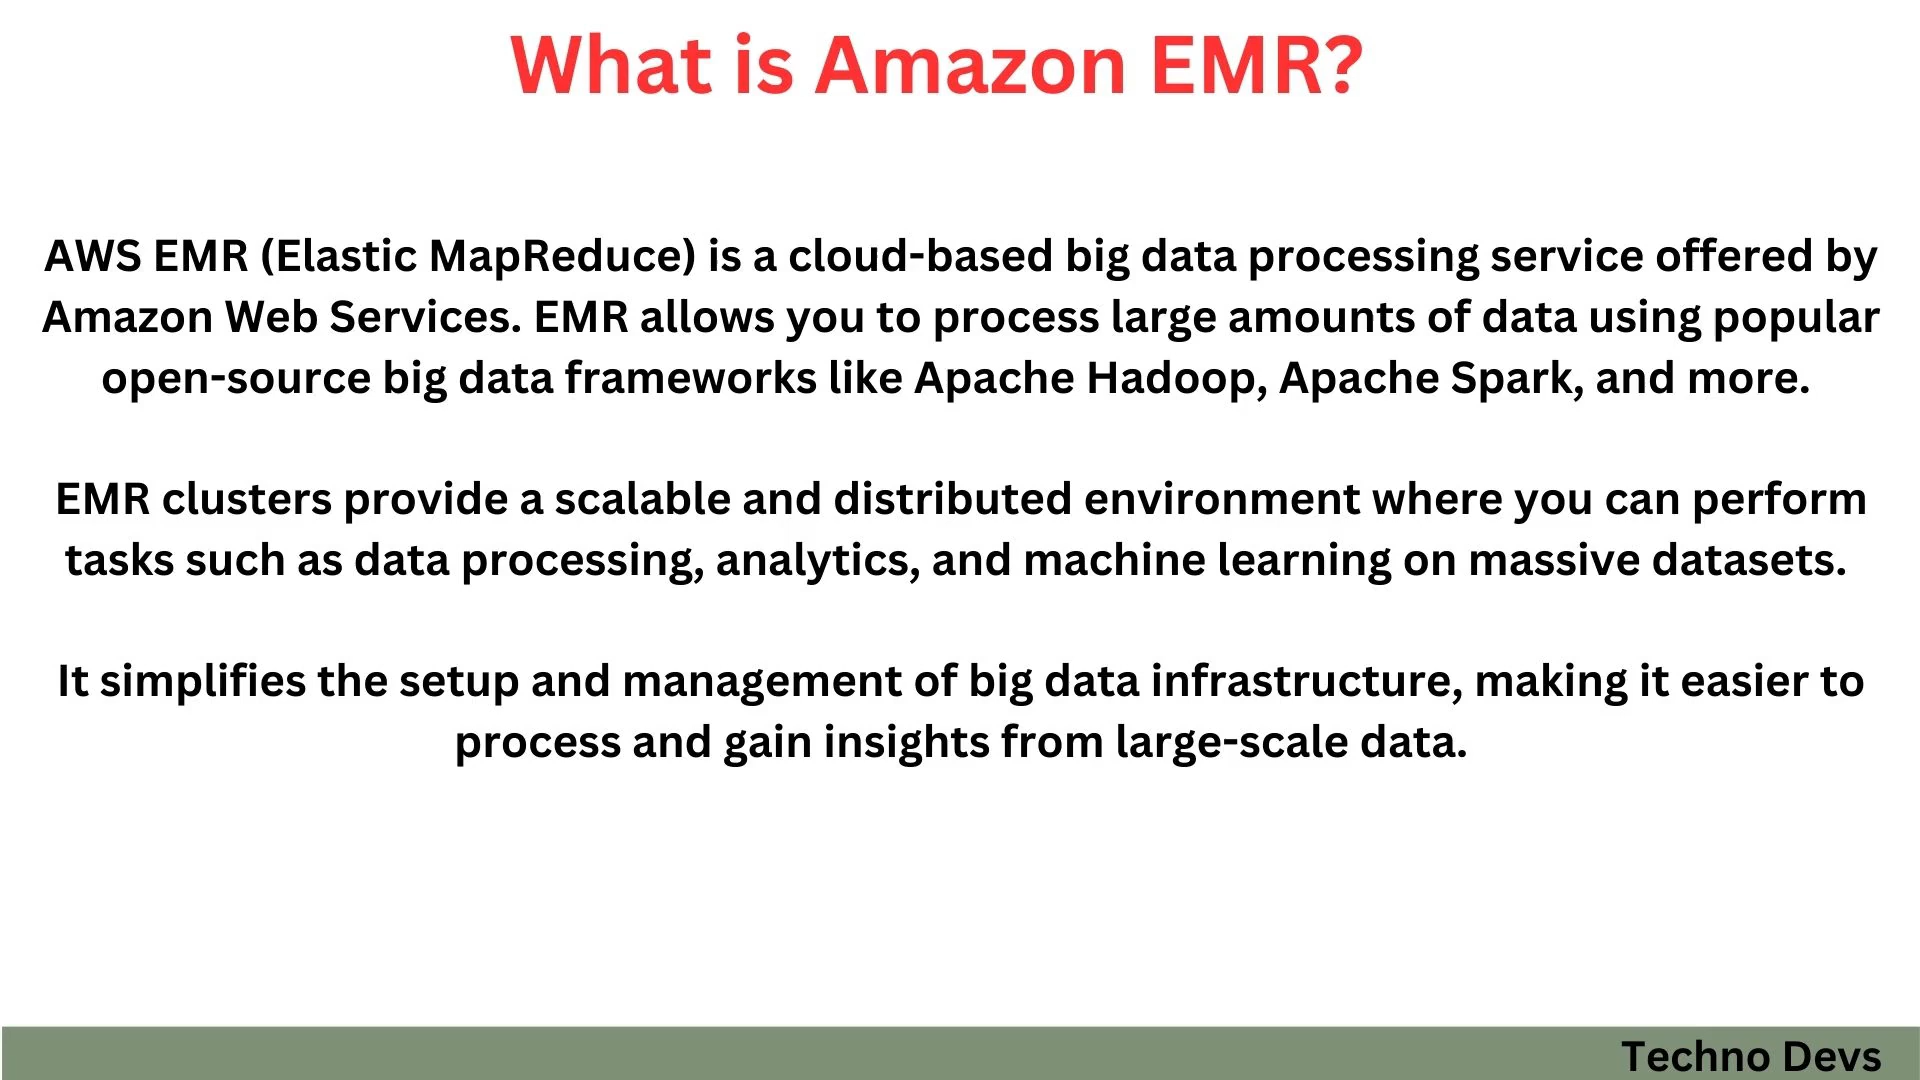 What is Amazon EMR?
AWS EMR (Elastic MapReduce) is a cloud-based big data processing service offered by
Amazon Web Services. EMR allows you to process large amounts of data using popular
open-source big data frameworks like Apache Hadoop, Apache Spark, and more.
EMR clusters provide a scalable and distributed environment where you can perform
tasks such as data processing, analytics, and machine learning on massive datasets.
It simplifies the setup and management of big data infrastructure, making it easier to
process and gain insights from large-scale data.
Techno Devs